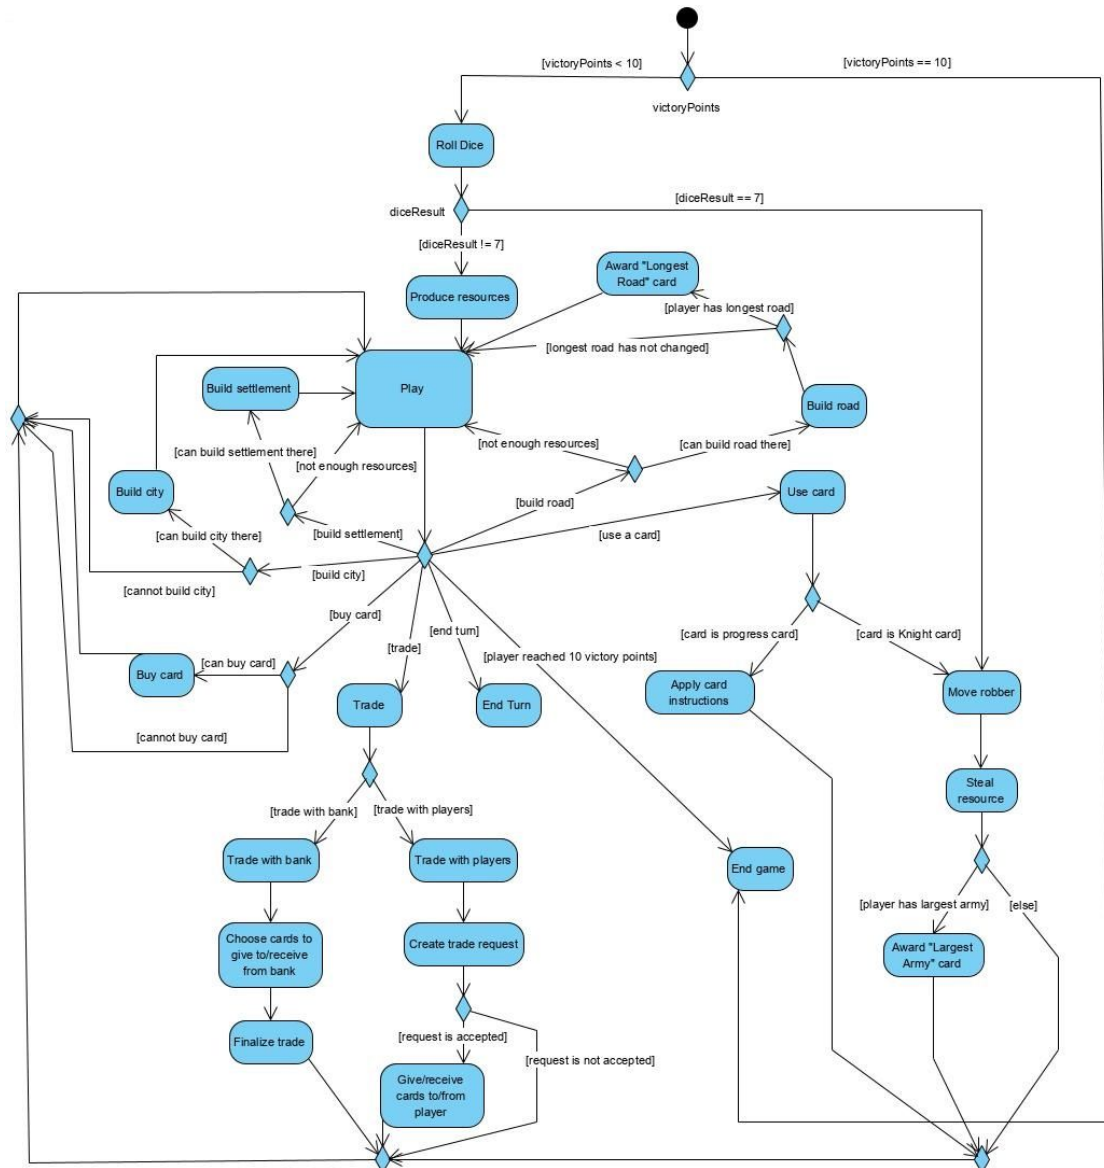 [victoryPoints < 10]
[victoryPoints == 10]
victoryPoints
Roll Dice
[diceResult == 7]
diceResult
[diceResult != 7]
Award "Longest
Road" card
Produce resources
[player has longest road]
[longest road has not changed]
Play
Build settlement
Build road
[not enough resources]
[can build road there]
[can build settlement there]
[not enough resources]
Build city
Use card
[build road]
[can build city there]
[build settlement]
[use a card]
[build city]
[cannot build city]
[buy card]
[end turn]
[card is progress card]
[card is Knight card]
[trade]
[player reached 10 victory points]
[can buy card]
Buy card
Apply card
instructions
Move robber
Trade
End Turn
[cannot buy card]
Steal
resource
[trade with bank]
[trade with players]
Trade with bank
Trade with players
End game
[player has largest army]
[else]
Choose cards to
give to/receive
from bank
Create trade request
Award "Largest
Army" card
[request is accepted]
Finalize trade
[request is not accepted]
Give/receive
cards to/from
player